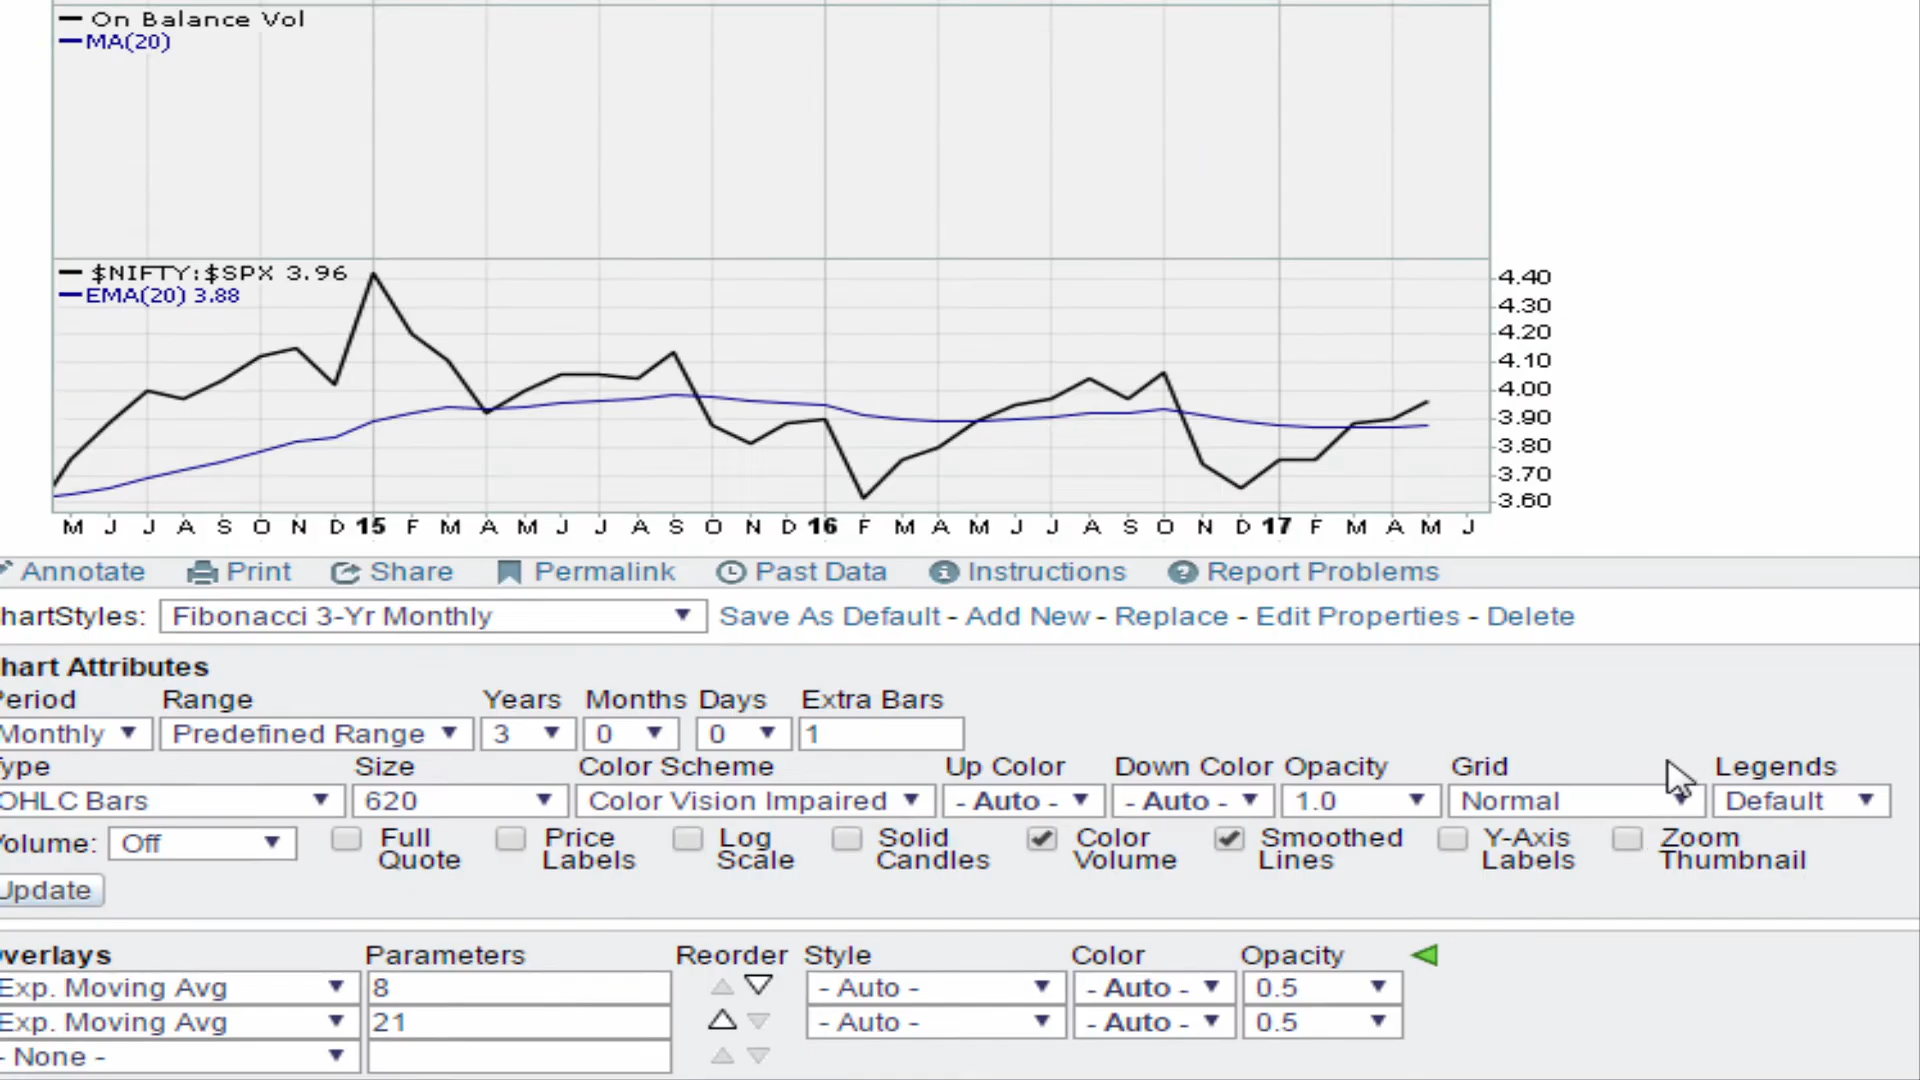 On Balance Vol
MA(20)
$NIFTY:$SPX 3.96
EMA(20) 3.88
4.40
4.30
4.20
4.10
4.00
3.90
3.80
3.70
3.60
M J J A S O N D 15 F M A M J J A S O N D 16 F M A M J J A S O N D 17 F M A M J
Annotate Print Share Permalink Past Data Instructions Report Problems
hartStyles: Fibonacci 3-Yr Monthly Save As Default - Add New - Replace - Edit Properties - Delete
hart Attributes
Period Range Years Months Days Extra Bars
Monthly Predefined Range 3 0 0 1
ype Size Color Scheme Up Color Down Color Opacity Grid Legends
OHLC Bars 620 Color Vision Impaired - Auto - - Auto - 1.0 Normal Default
Volume: Off Full Quote Price Labels Log Scale Solid Candles Color Volume Smoothed Lines Y-Axis Labels Zoom Thumbnail
Update
verlays Parameters Reorder Style Color Opacity
Exp. Moving Avg 8 - Auto - - Auto - 0.5
Exp. Moving Avg 21 - Auto - - Auto - 0.5
- None -